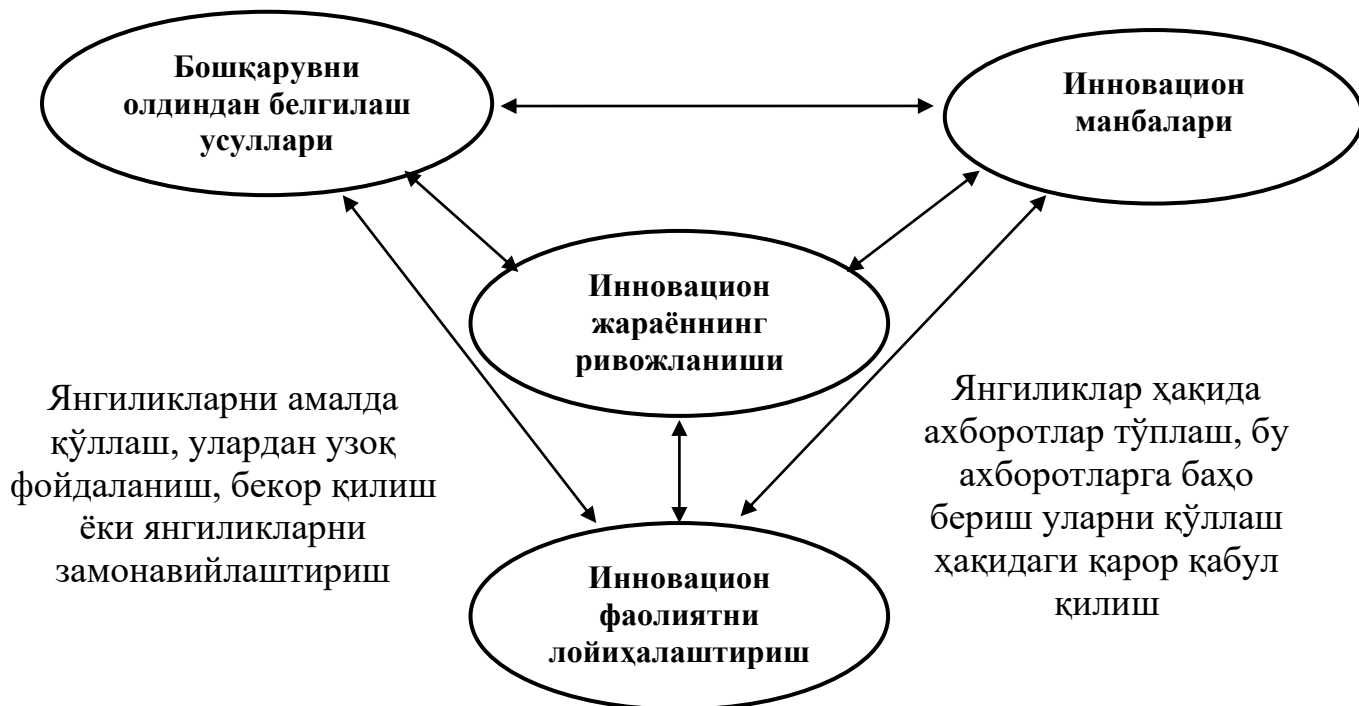 Бошқарувни
олдиндан белгилаш
усуллари
Инновацион
манбалари
Инновацион
жараённинг
ривожланиши
Янгиликларни амалда
қўллаш, улардан узоқ
фойдаланиш, бекор қилиш
ёки янгиликларни
замонавийлаштириш
Янгиликлар ҳақида
ахборотлар тўплаш, бу
ахборотларга баҳо
бериш уларни қўллаш
ҳақидаги қарор қабул
қилиш
Инновацион
фаолиятни
лойиҳалаштириш